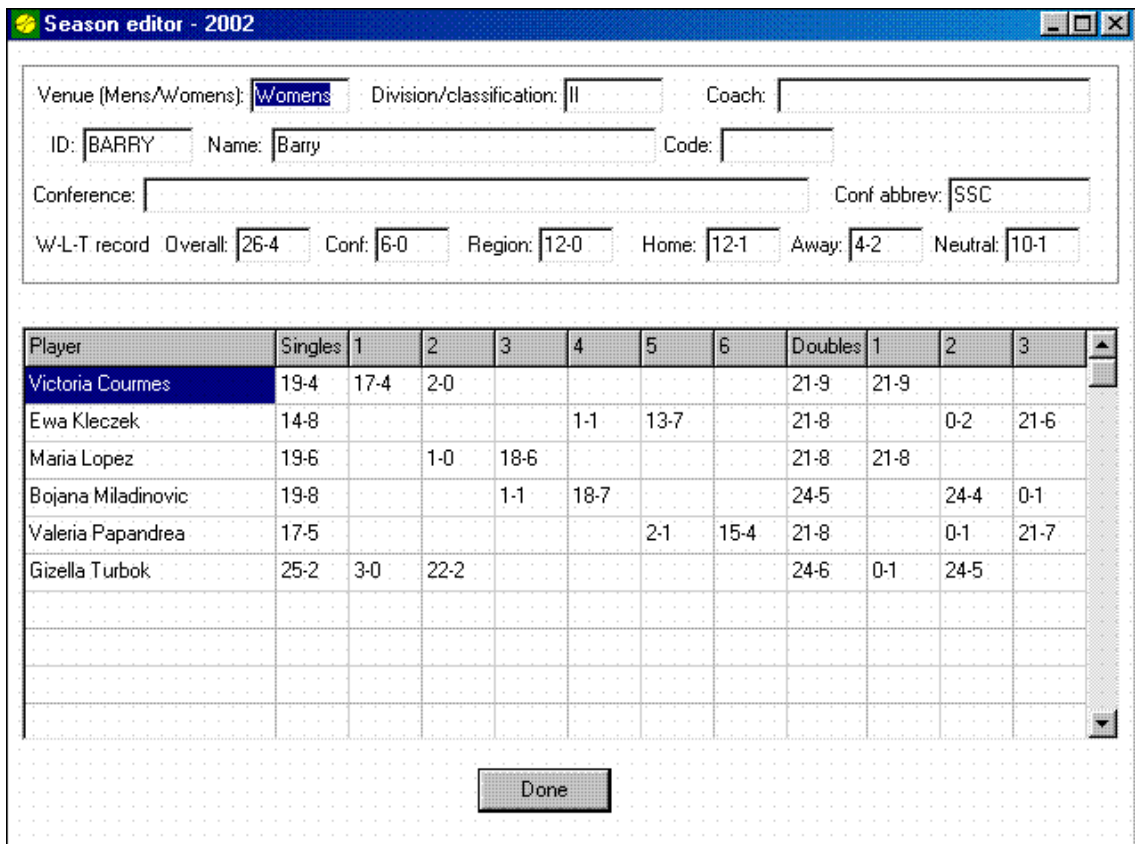 Season editor - 2002
Venue (Mens/Womens): Womens Division/classification: II Coach:
ID: BARRY Name: Barry Code:
Conference: Conf abbrev: SSC
W-L-T record Overall: 26-4 Conf: 6-0 Region: 12-0 Home: 12-1 Away: 4-2 Neutral: 10-1
Player Singles 1 2 3 4 5 6 Doubles 1 2 3
Victoria Courmes 19-4 17-4 2-0 21-9 21-9
Ewa Kleczek 14-8 1-1 13-7 21-8 0-2 21-6
Maria Lopez 19-6 1-0 18-6 21-8 21-8
Bojana Miladinovic 19-8 1-1 18-7 24-5 24-4 0-1
Valeria Papandrea 17-5 2-1 15-4 21-8 0-1 21-7
Gizella Turbok 25-2 3-0 22-2 24-6 0-1 24-5
Done